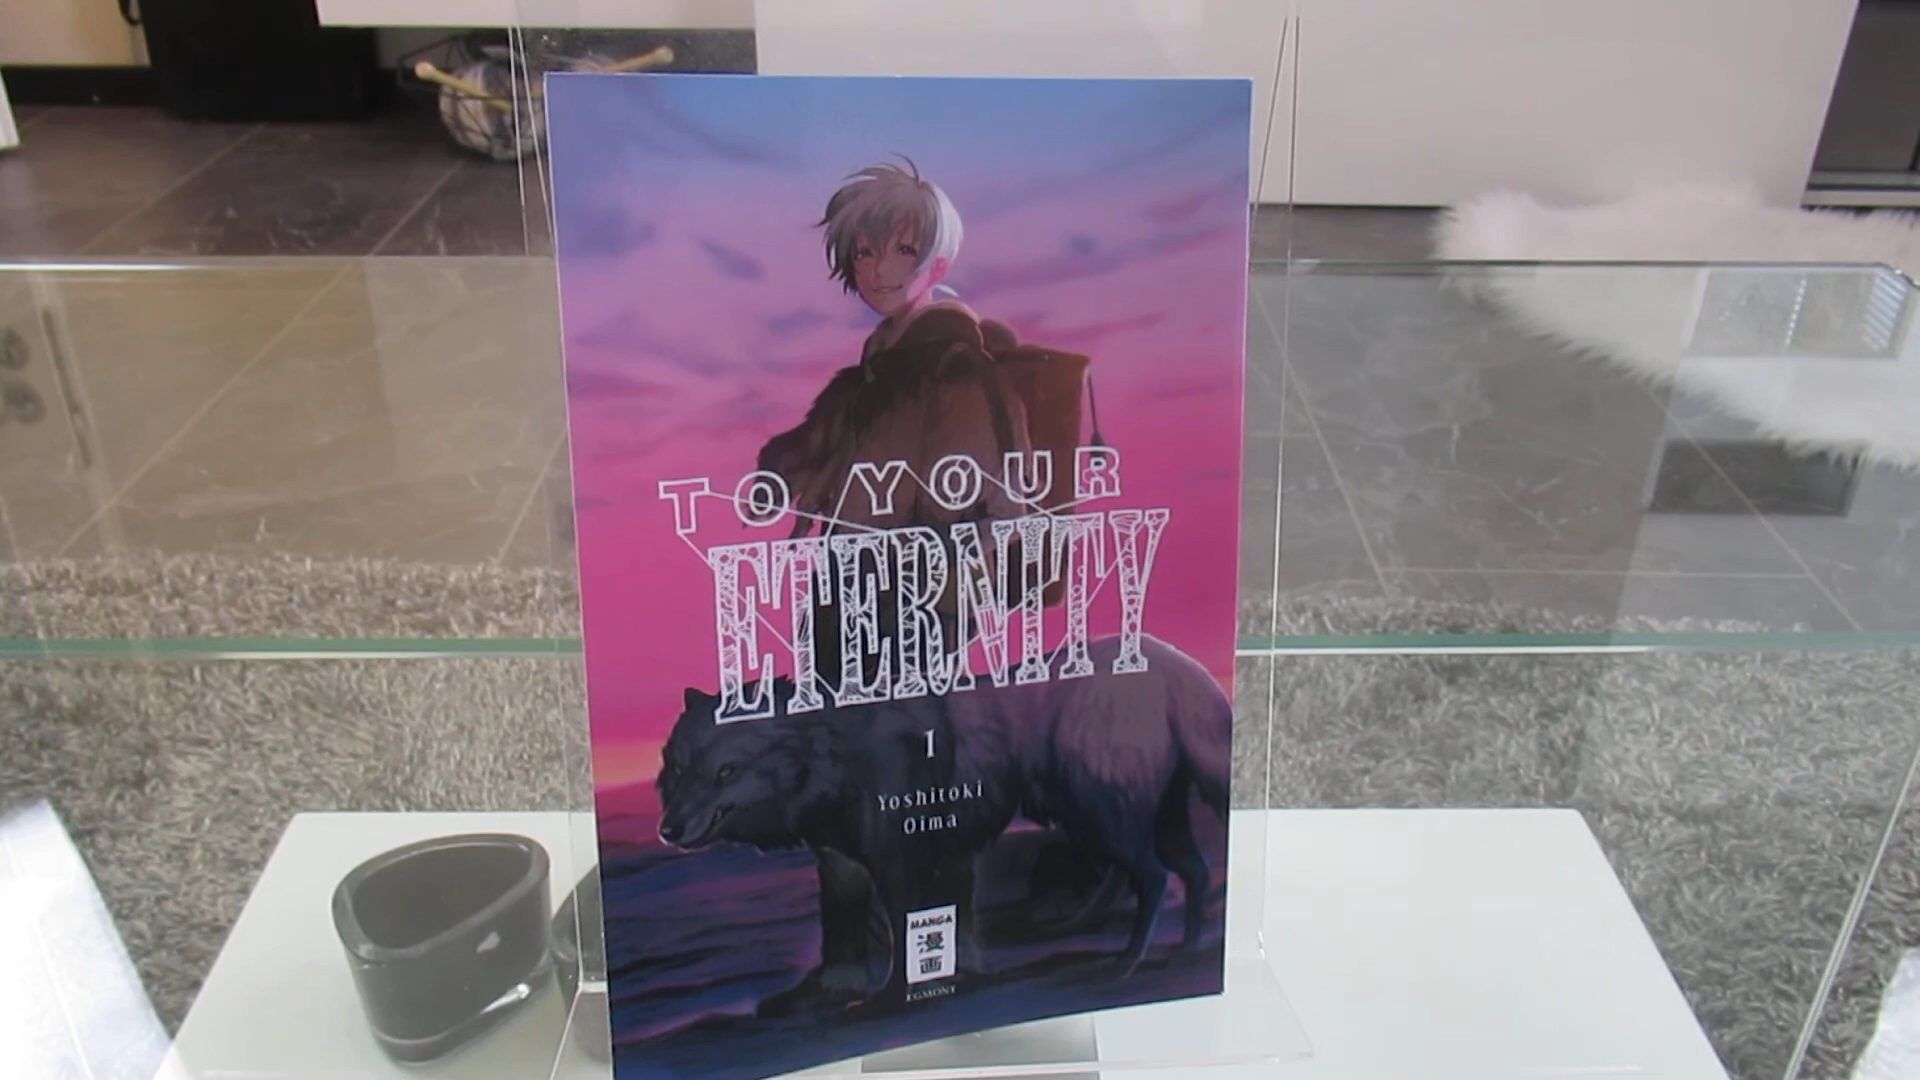 TO YOUR
ETERNITY
1
Yoshitoki
Oima
MANGA
漫
画
EGMONT